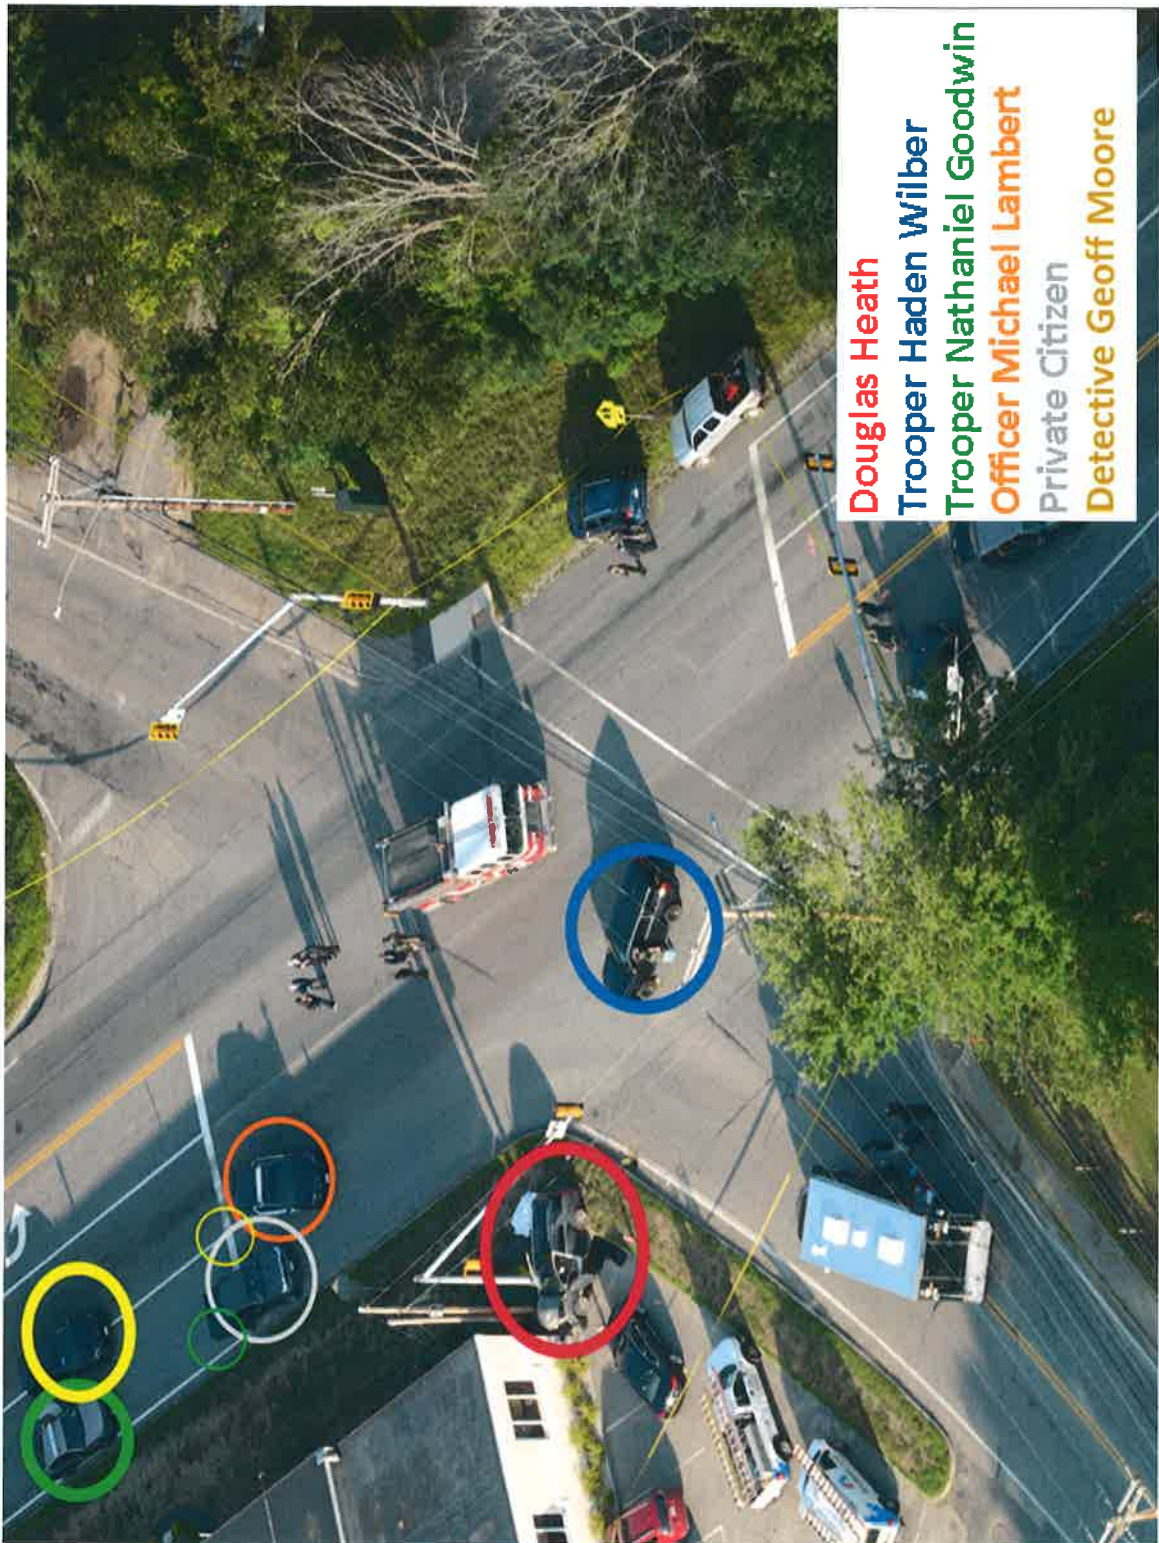 Douglas Heath
Trooper Haden Wilber
Trooper Nathaniel Goodwin
Officer Michael Lambert
Private Citizen
Detective Geoff Moore